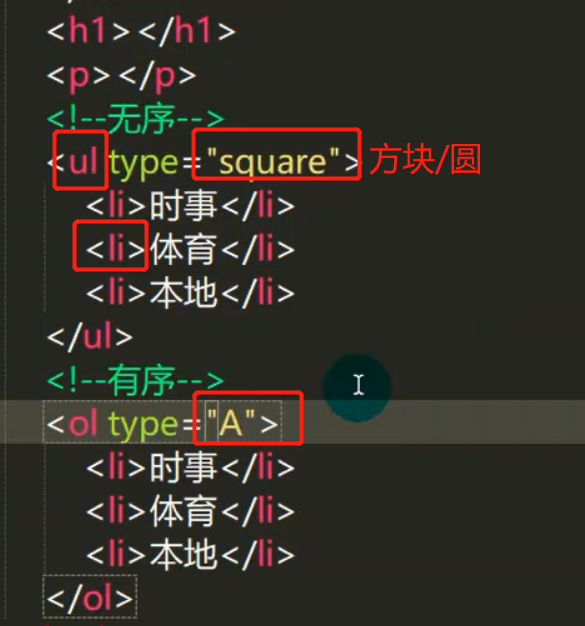 <h1></h1>
<p></p>
<!--无序-->
<ul type="square"> 方块/圆
<li>时事</li>
<li>体育</li>
<li>本地</li>
</ul>
<!--有序-->
<ol type="A">
<li>时事</li>
<li>体育</li>
<li>本地</li>
</ol>